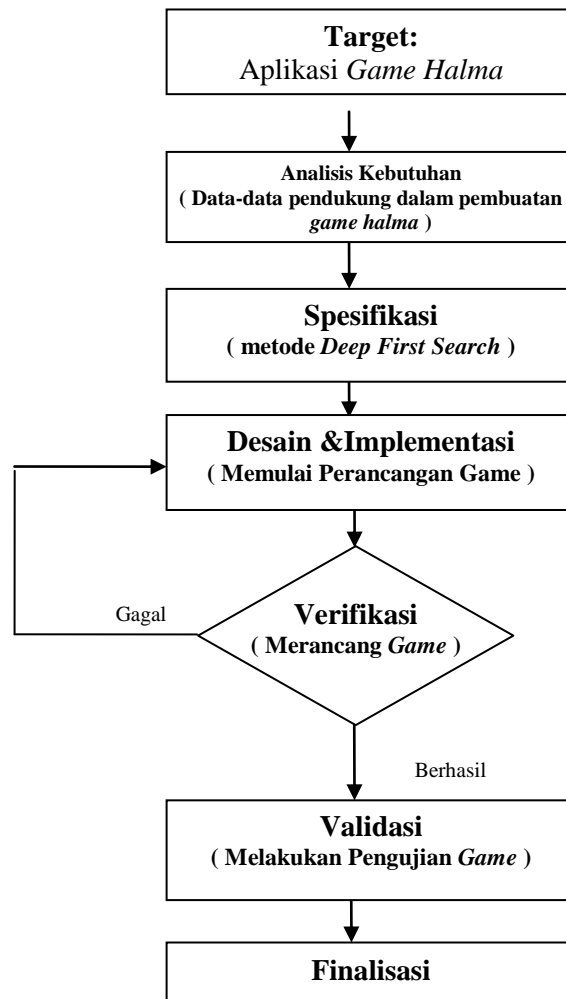 Target:
Aplikasi Game Halma
Analisis Kebutuhan
( Data-data pendukung dalam pembuatan
game halma )
Spesifikasi
( metode Deep First Search )
Desain &Implementasi
( Memulai Perancangan Game )
Gagal
Verifikasi
( Merancang Game )
Berhasil
Validasi
( Melakukan Pengujian Game )
Finalisasi